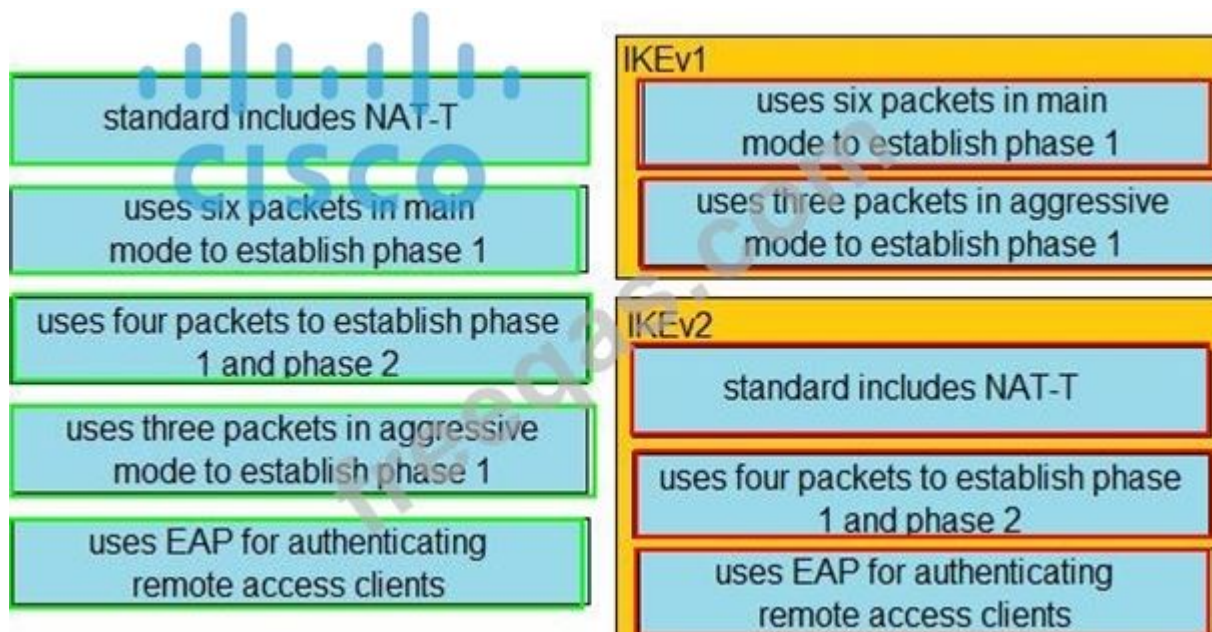 CISCO
standard includes NAT-T
uses six packets in main
mode to establish phase 1
uses four packets to establish phase
1 and phase 2
uses three packets in aggressive
mode to establish phase 1
uses EAP for authenticating
remote access clients
IKEv1
uses six packets in main
mode to establish phase 1
uses three packets in aggressive
mode to establish phase 1
IKEv2
standard includes NAT-T
uses four packets to establish phase
1 and phase 2
uses EAP for authenticating
remote access clients
freeqas.com